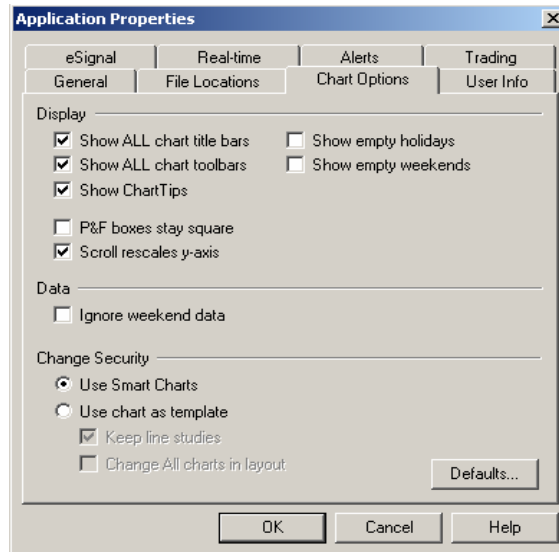 Application Properties
eSignal Real-time Alerts Trading
General File Locations Chart Options User Info
Display
Show ALL chart title bars Show empty holidays
Show ALL chart toolbars Show empty weekends
Show ChartTips
P&F boxes stay square
Scroll rescales y-axis
Data
Ignore weekend data
Change Security
Use Smart Charts
Use chart as template
Keep line studies
Change All charts in layout
Defaults...
OK Cancel Help